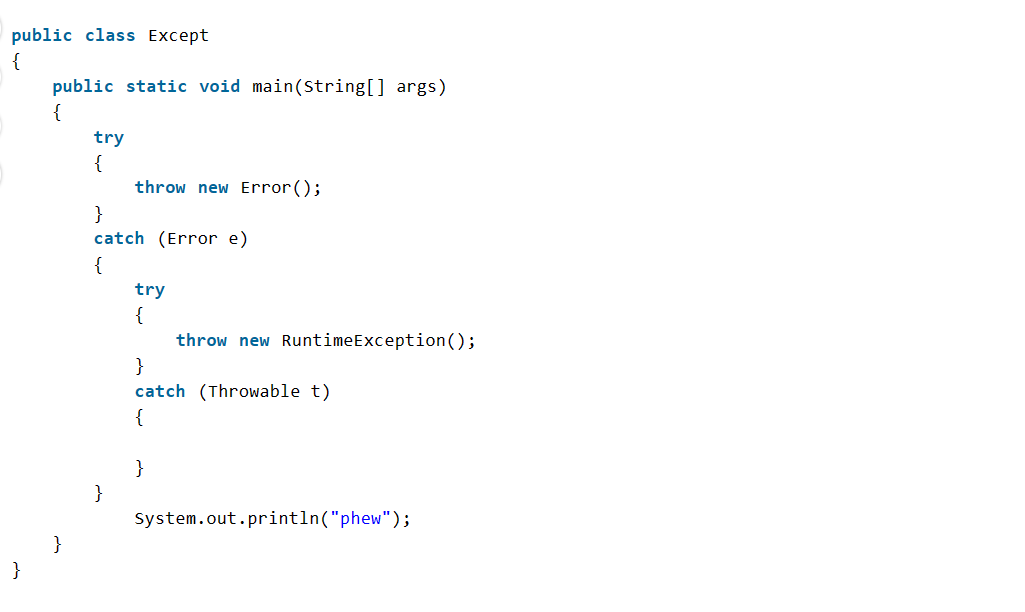 public class Except
{
    public static void main(String[] args)
    {
        try
        {
            throw new Error();
        }
        catch (Error e)
        {
            try
            {
                throw new RuntimeException();
            }
            catch (Throwable t)
            {

            }
        }
            System.out.println("phew");
    }
}